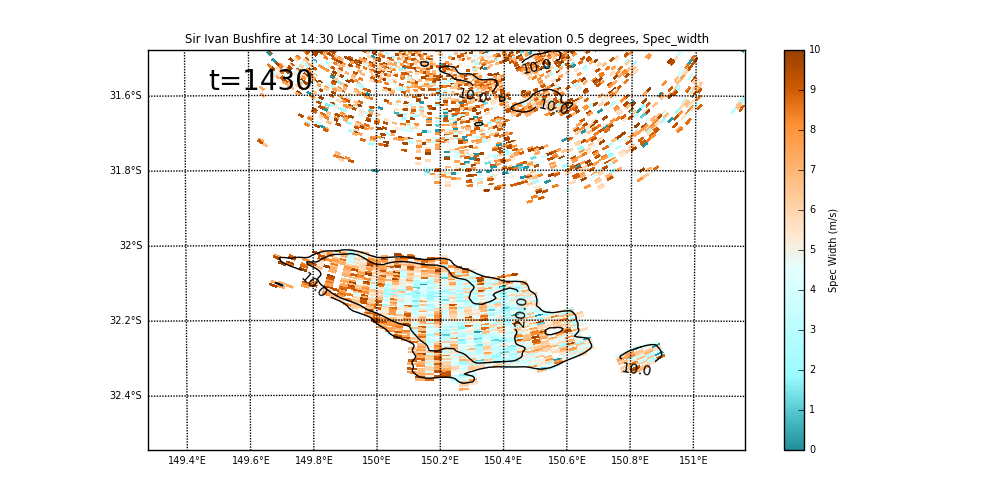 Sir Ivan Bushfire at 14:30 Local Time on 2017 02 12 at elevation 0.5 degrees, Spec_width
t=1430
0
10.0
10.0
10.0
0
31.6°S
31.8°S
32°S
32.2°S
32.4°S
10.0
20.0
10.0
149.4°E 149.6°E 149.8°E 150°E 150.2°E 150.4°E 150.6°E 150.8°E 151°E
10
9
8
7
6
5
4
3
2
1
0
Spec Width (m/s)